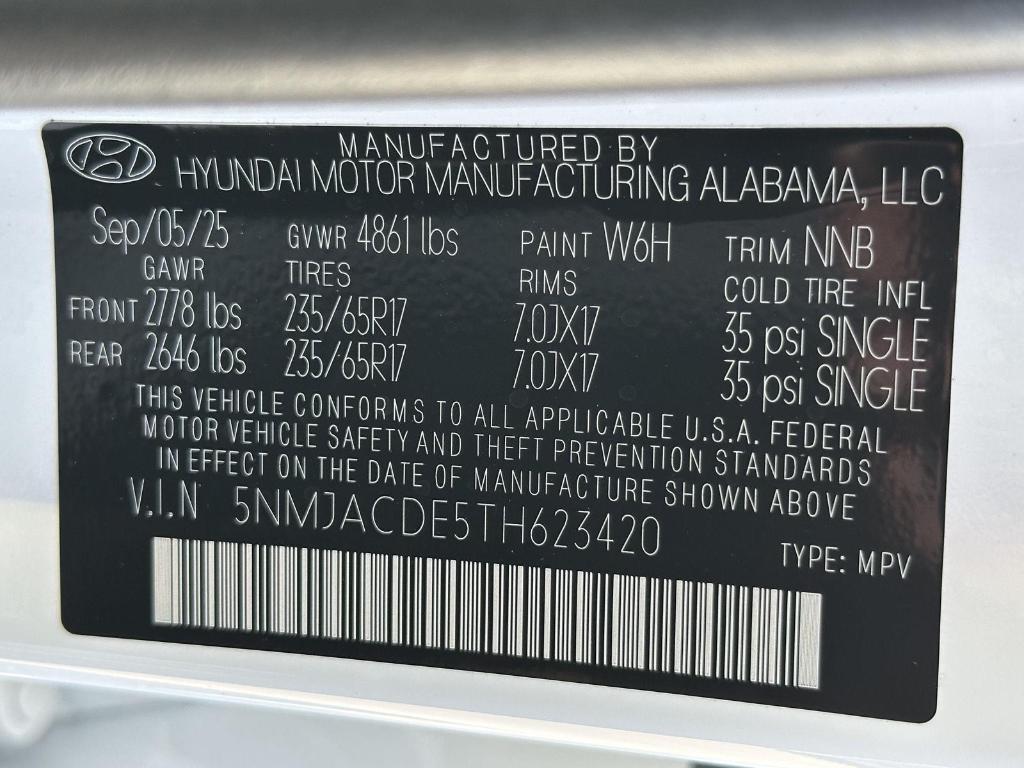 MANUFACTURED BY
HYUNDAI MOTOR MANUFACTURING ALABAMA, LLC
Sep/05/25 GVWR 4861 lbs PAINT W6H TRIM NNB
GAWR TIRES RIMS COLD TIRE INFL
FRONT 2778 lbs 235/65R17 7.0JX17 35 psi SINGLE
REAR 2646 lbs 235/65R17 7.0JX17 35 psi SINGLE
THIS VEHICLE CONFORMS TO ALL APPLICABLE U.S.A. FEDERAL
MOTOR VEHICLE SAFETY AND THEFT PREVENTION STANDARDS
IN EFFECT ON THE DATE OF MANUFACTURE SHOWN ABOVE
V.I.N 5NMJACDE5TH623420
TYPE: MPV